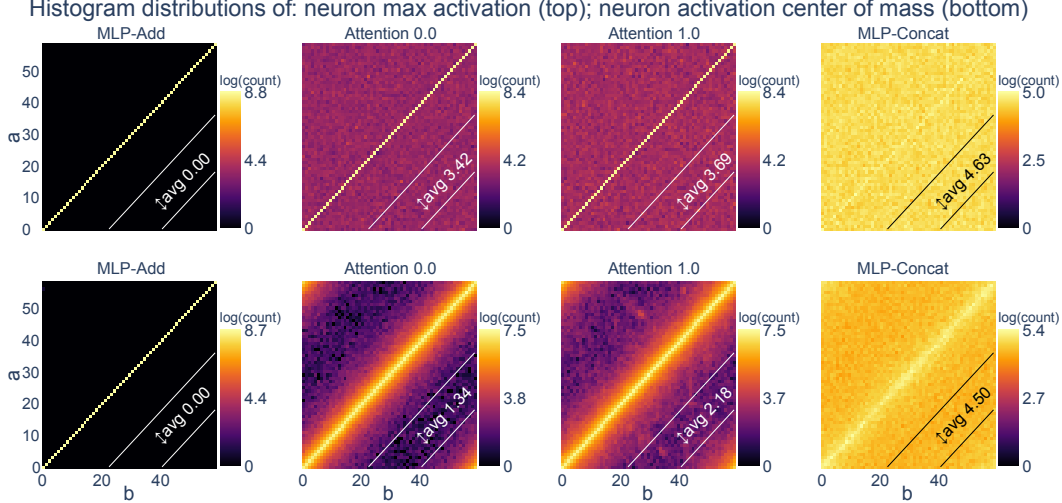 Histogram distributions of: neuron max activation (top); neuron activation center of mass (bottom)
MLP-Add
Attention 0.0
Attention 1.0
MLP-Concat
log(count)
log(count)
log(count)
log(count)
8.8
8.4
8.4
5.0
4.4
4.2
4.2
2.5
0
0
0
0
50
40
30
20
10
0
a
↕avg 0.00
↕avg 3.42
↕avg 3.69
↕avg 4.63
MLP-Add
Attention 0.0
Attention 1.0
MLP-Concat
log(count)
log(count)
log(count)
log(count)
8.7
7.5
7.5
5.4
4.4
3.8
3.7
2.7
0
0
0
0
50
40
30
20
10
0
a
↕avg 0.00
↕avg 1.34
↕avg 2.18
↕avg 4.50
0 20 40
0 20 40
0 20 40
0 20 40
b
b
b
b